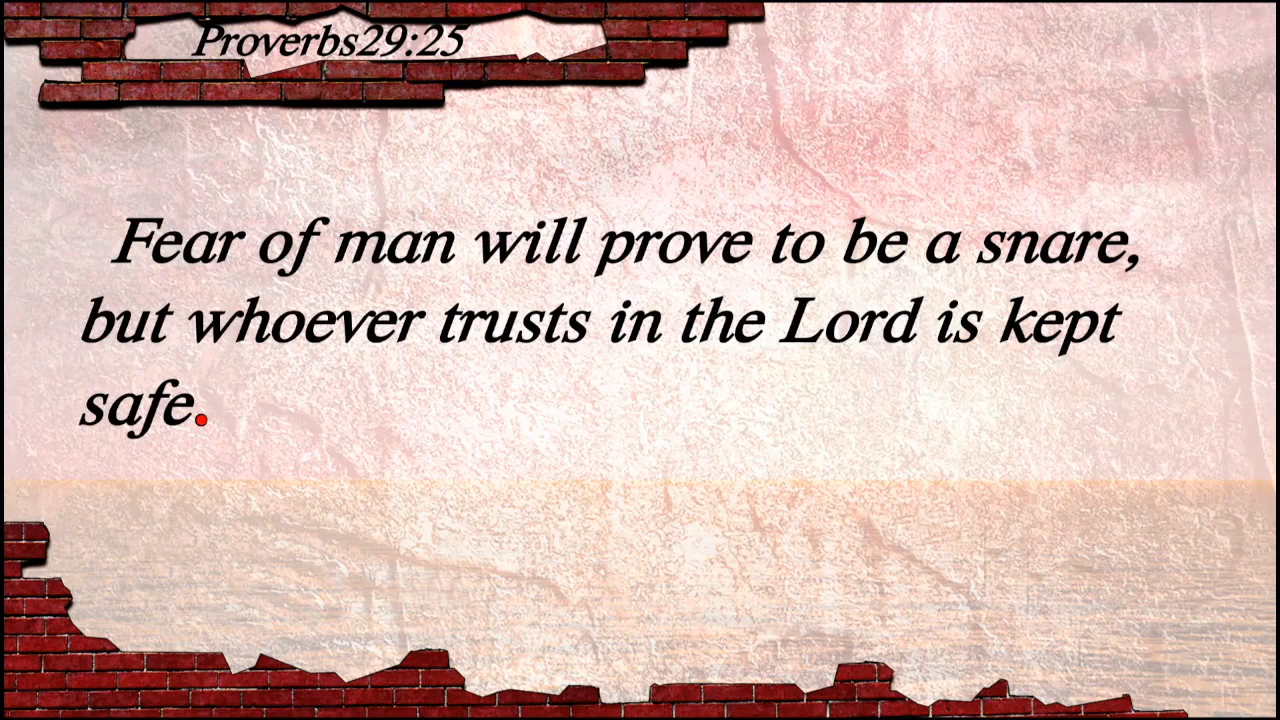 Proverbs29:25
Fear of man will prove to be a snare,
but whoever trusts in the Lord is kept
safe.